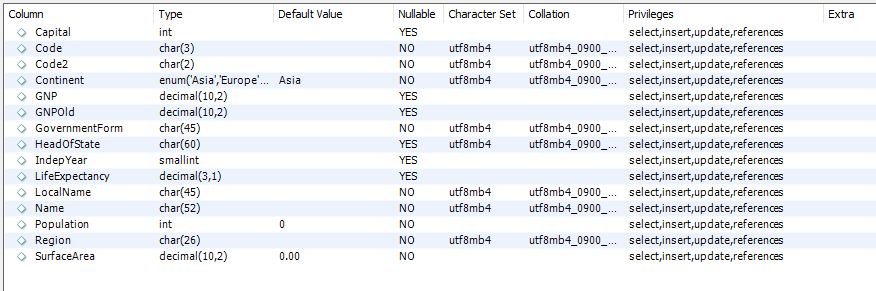 Column Type Default Value Nullable Character Set Collation Privileges Extra
Capital int YES select,insert,update,references
Code char(3) NO utf8mb4 utf8mb4_0900_... select,insert,update,references
Code2 char(2) NO utf8mb4 utf8mb4_0900_... select,insert,update,references
Continent enum('Asia','Europe'... Asia NO utf8mb4 utf8mb4_0900_... select,insert,update,references
GNP decimal(10,2) YES select,insert,update,references
GNPOld decimal(10,2) YES select,insert,update,references
GovernmentForm char(45) NO utf8mb4 utf8mb4_0900_... select,insert,update,references
HeadOfState char(60) YES utf8mb4 utf8mb4_0900_... select,insert,update,references
IndepYear smallint YES select,insert,update,references
LifeExpectancy decimal(3,1) YES select,insert,update,references
LocalName char(45) NO utf8mb4 utf8mb4_0900_... select,insert,update,references
Name char(52) NO utf8mb4 utf8mb4_0900_... select,insert,update,references
Population int 0 NO select,insert,update,references
Region char(26) NO utf8mb4 utf8mb4_0900_... select,insert,update,references
SurfaceArea decimal(10,2) 0.00 NO select,insert,update,references